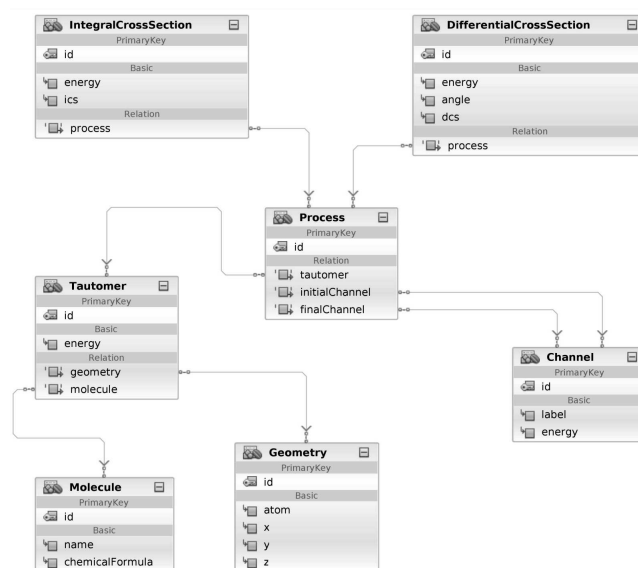 IntegralCrossSection
PrimaryKey
id
Basic
energy
ics
Relation
process
DifferentialCrossSection
PrimaryKey
id
Basic
energy
angle
dcs
Relation
process
Process
PrimaryKey
id
Relation
tautomer
initialChannel
finalChannel
Tautomer
PrimaryKey
id
Basic
energy
Relation
geometry
molecule
Channel
PrimaryKey
id
Basic
label
energy
Molecule
PrimaryKey
id
Basic
name
chemicalFormula
Geometry
PrimaryKey
id
Basic
atom
x
y
z